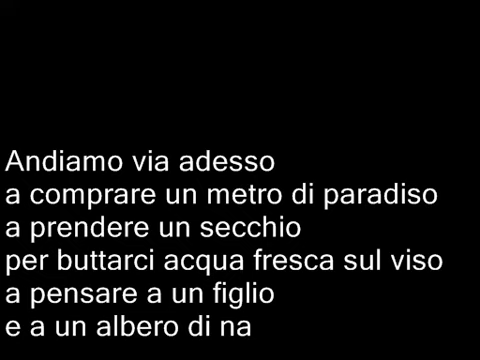 Andiamo via adesso
a comprare un metro di paradiso
a prendere un secchio
per buttarci acqua fresca sul viso
a pensare a un figlio
e a un albero di na